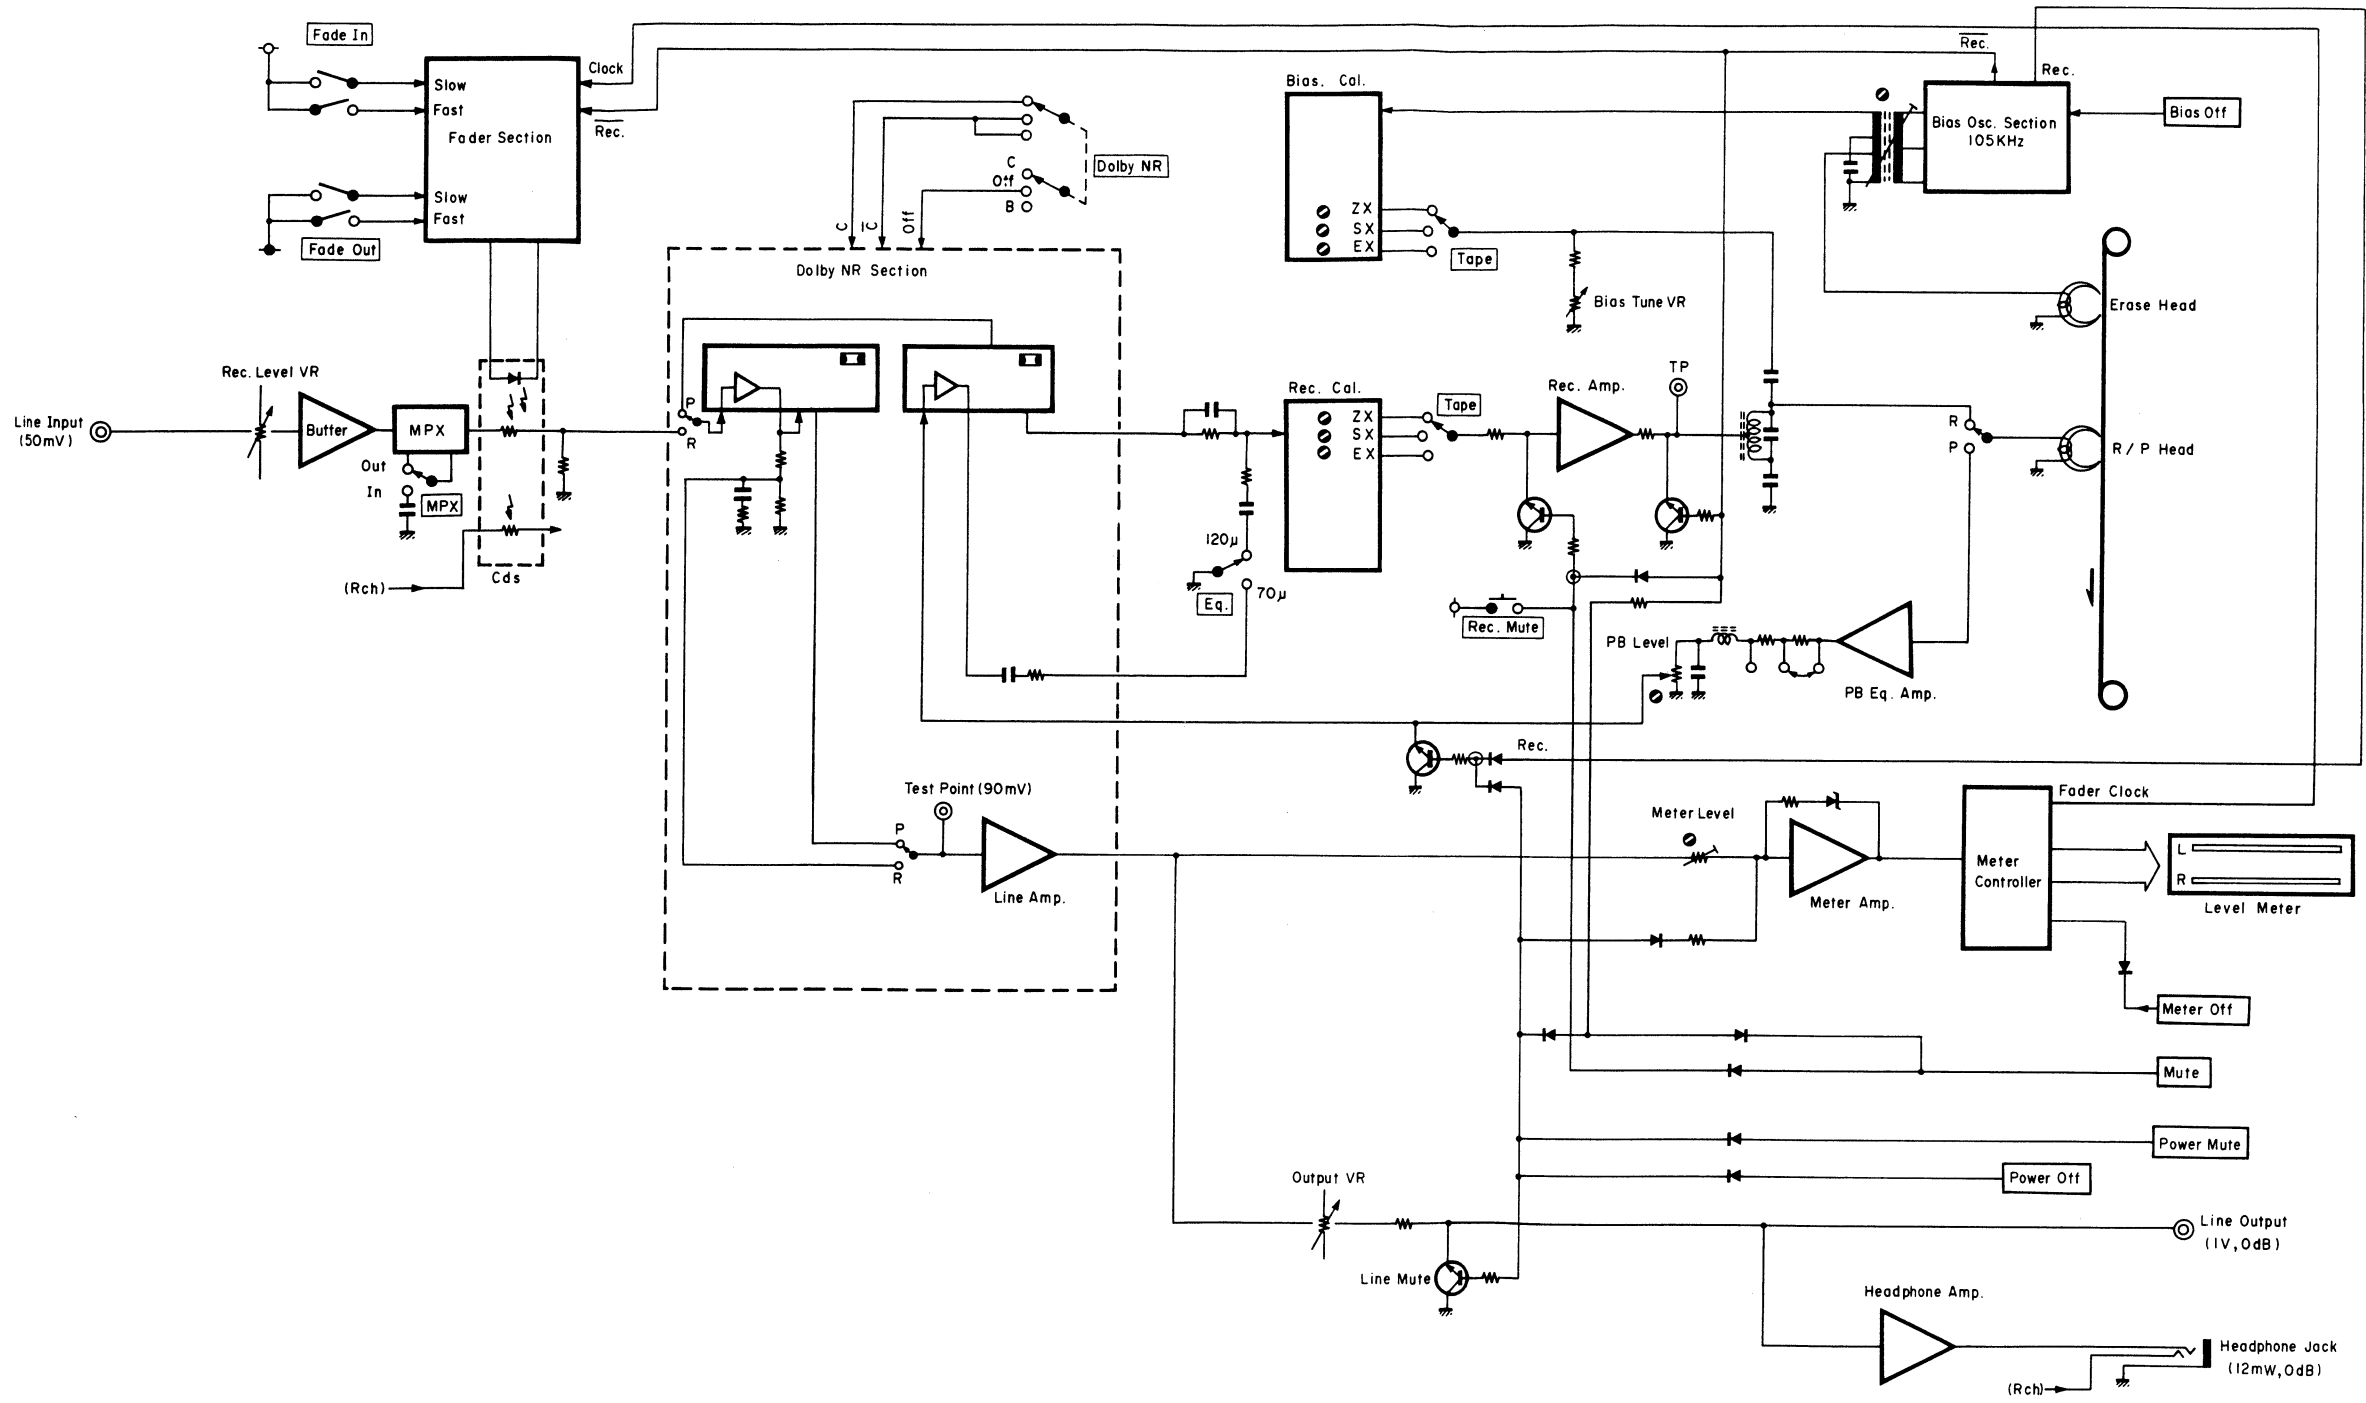 Fade In
Slow
Fast
Fader Section
Slow
Fast
Fade Out
Clock
Rec.
C
Off
B
Dolby NR
C
C
Off
Dolby NR Section
Bias. Cal.
ZX
SX
EX
Tape
Bias Tune VR
Rec.
Rec.
Bias Osc. Section
105KHz
Bias Off
Erase Head
R/P Head
Line Input
(50mV)
Rec. Level VR
Buffer
MPX
Out
In
MPX
(Rch)
Cds
P
R
Rec. Cal.
ZX
SX
EX
Tape
Rec. Amp.
TP
R
P
120μ
70μ
Eq.
Rec. Mute
PB Level
PB Eq. Amp.
Rec.
Test Point (90mV)
P
R
Line Amp.
Meter Level
Meter Amp.
Meter
Controller
Fader Clock
L
R
Level Meter
Meter Off
Mute
Power Mute
Power Off
Output VR
Line Mute
Line Output
(1V,0dB)
Headphone Amp.
Headphone Jack
(12mW,0dB)
(Rch)